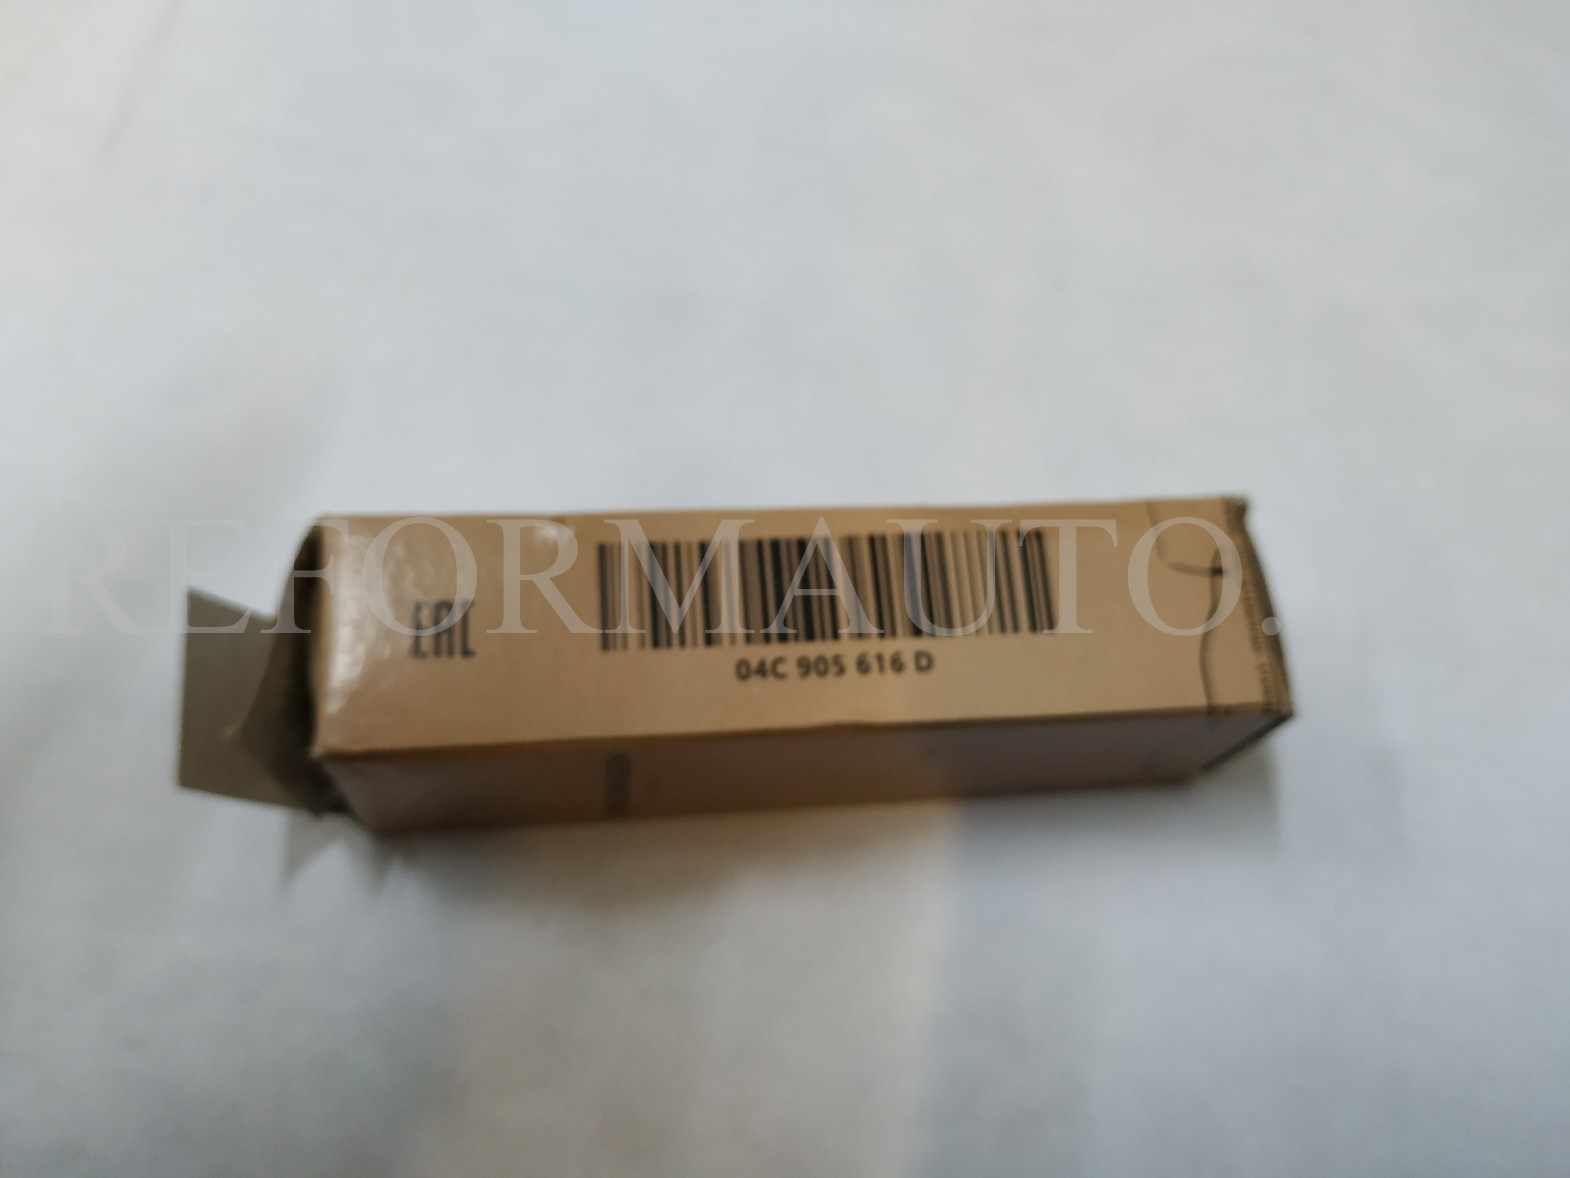 REFORMAUTO.
EAC
04C 905 616 D